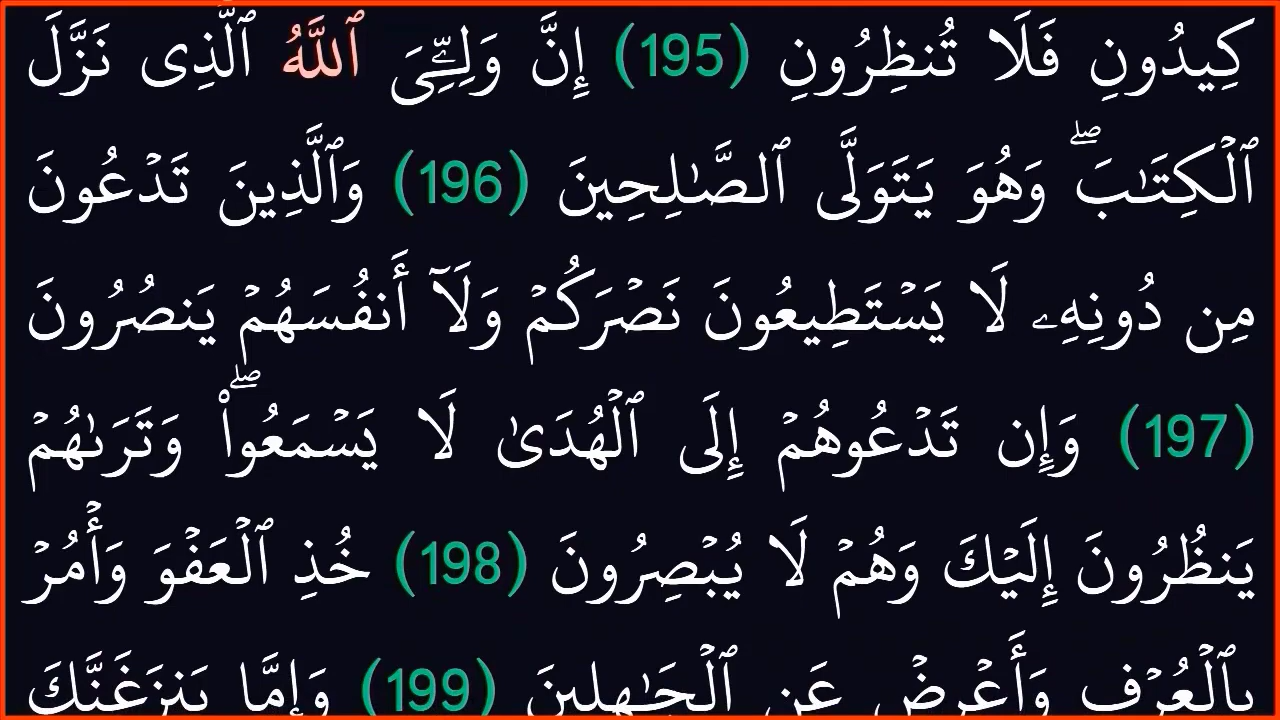 كِيدُونِ فَلَا تُنظِرُونِ (195) إِنَّ وَلِـِّۧىَ ٱللَّهُ ٱلَّذِى نَزَّلَ
ٱلْكِتَـٰبَ ۖ وَهُوَ يَتَوَلَّى ٱلصَّـٰلِحِينَ (196) وَٱلَّذِينَ تَدْعُونَ
مِن دُونِهِۦ لَا يَسْتَطِيعُونَ نَصْرَكُمْ وَلَآ أَنفُسَهُمْ يَنصُرُونَ
(197) وَإِن تَدْعُوهُمْ إِلَى ٱلْهُدَىٰ لَا يَسْمَعُوا۟ ۖ وَتَرَىٰهُمْ
يَنظُرُونَ إِلَيْكَ وَهُمْ لَا يُبْصِرُونَ (198) خُذِ ٱلْعَفْوَ وَأْمُرْ
بِٱلْعُرْفِ وَأَعْرِضْ عَنِ ٱلْجَـٰهِلِينَ (199) وَإِمَّا يَنزَغَنَّكَ